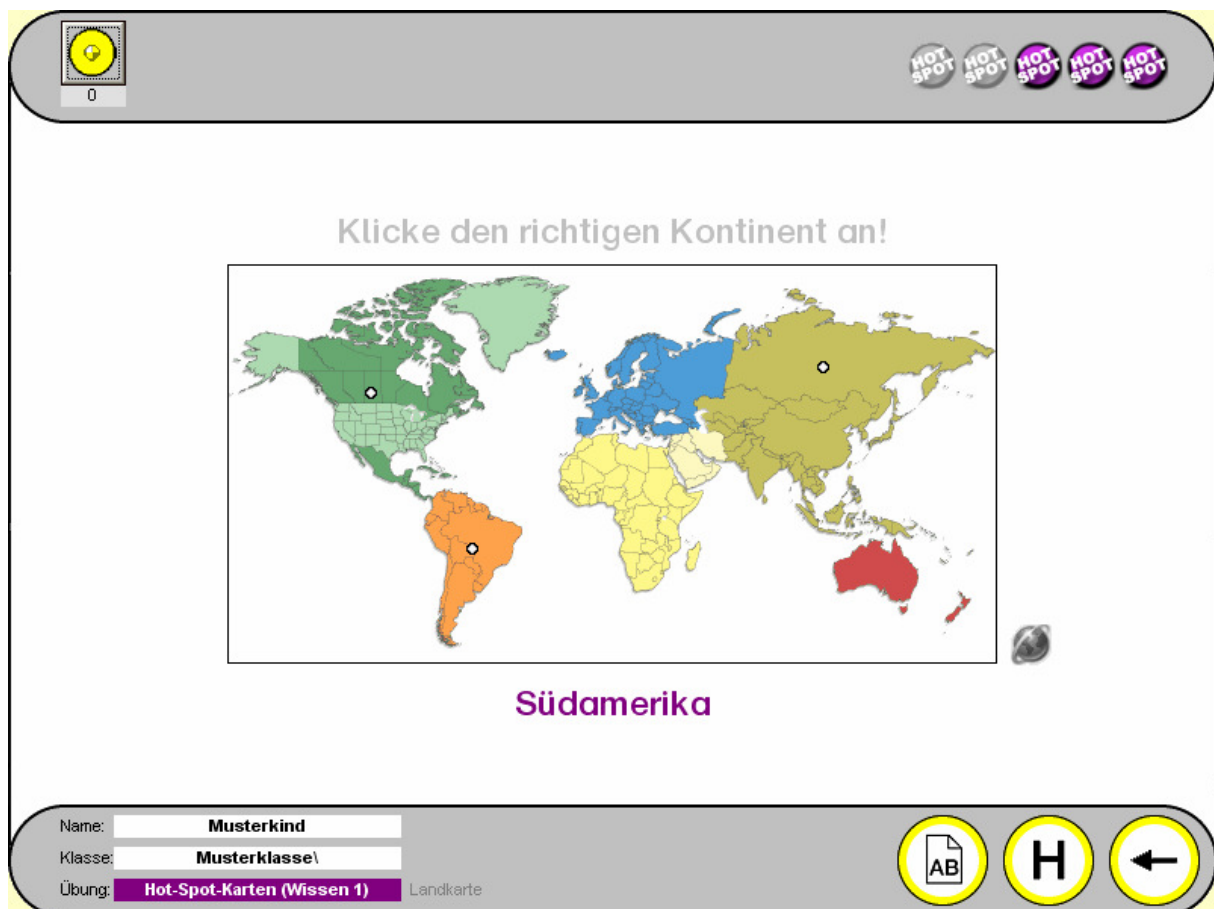 0
HOT SPOT
HOT SPOT
HOT SPOT
HOT SPOT
HOT SPOT
Klicke den richtigen Kontinent an!
Südamerika
Name: Musterkind
Klasse: Musterklasse\
Übung: Hot-Spot-Karten (Wissen 1) Landkarte
AB
H